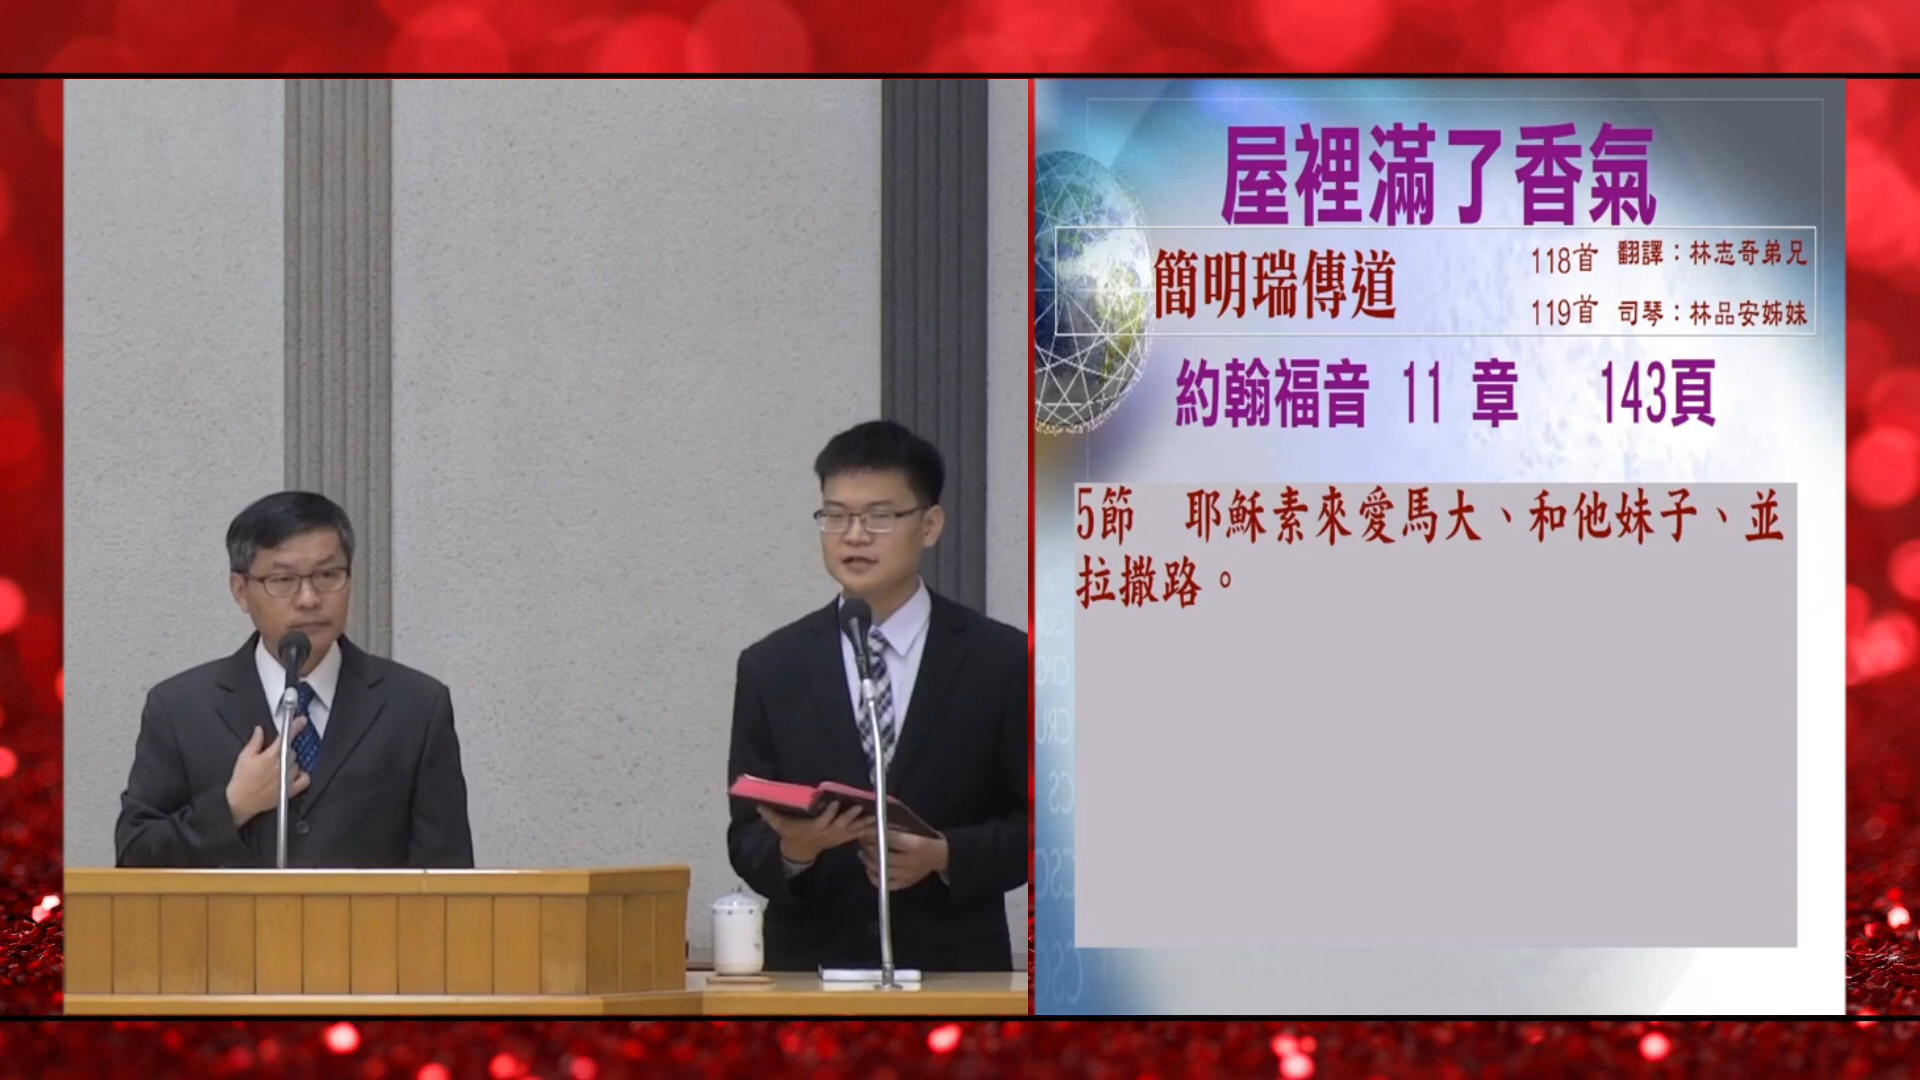 屋裡滿了香氣
簡明瑞傳道
118首 翻譯：林志奇弟兄
119首 司琴：林品安姊妹
約翰福音 11 章 143頁
5節 耶穌素來愛馬大、和他妹子、並
拉撒路。